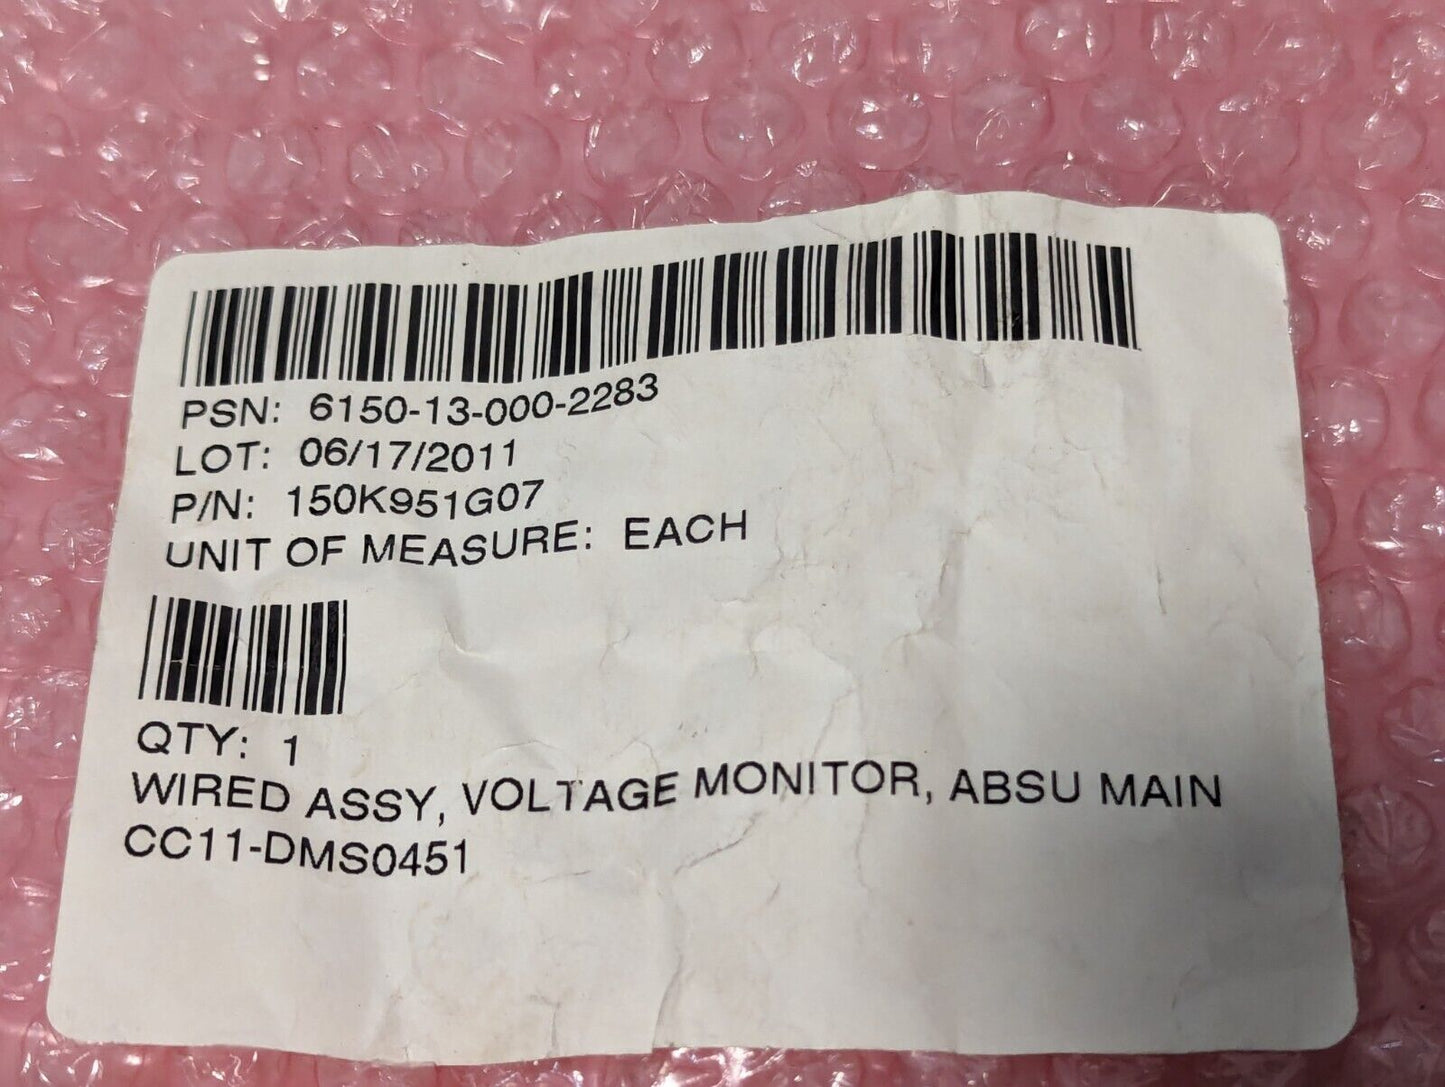 PSN: 6150-13-000-2283
LOT: 06/17/2011
P/N: 150K951G07
UNIT OF MEASURE: EACH
QTY: 1
WIRED ASSY, VOLTAGE MONITOR, ABSU MAIN
CC11-DMS0451